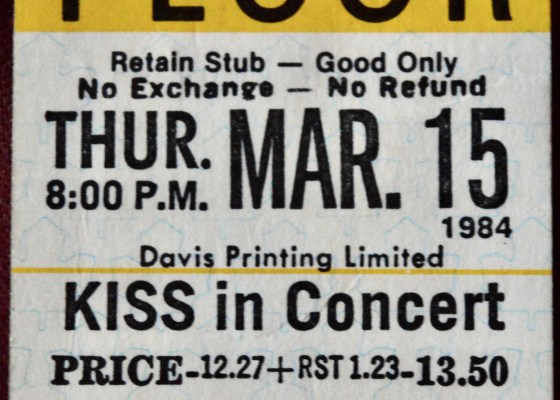 FLOOR
Retain Stub — Good Only
No Exchange — No Refund
THUR. MAR. 15
8:00 P.M.
1984
Davis Printing Limited
KISS in Concert
PRICE-12.27+RST 1.23-13.50